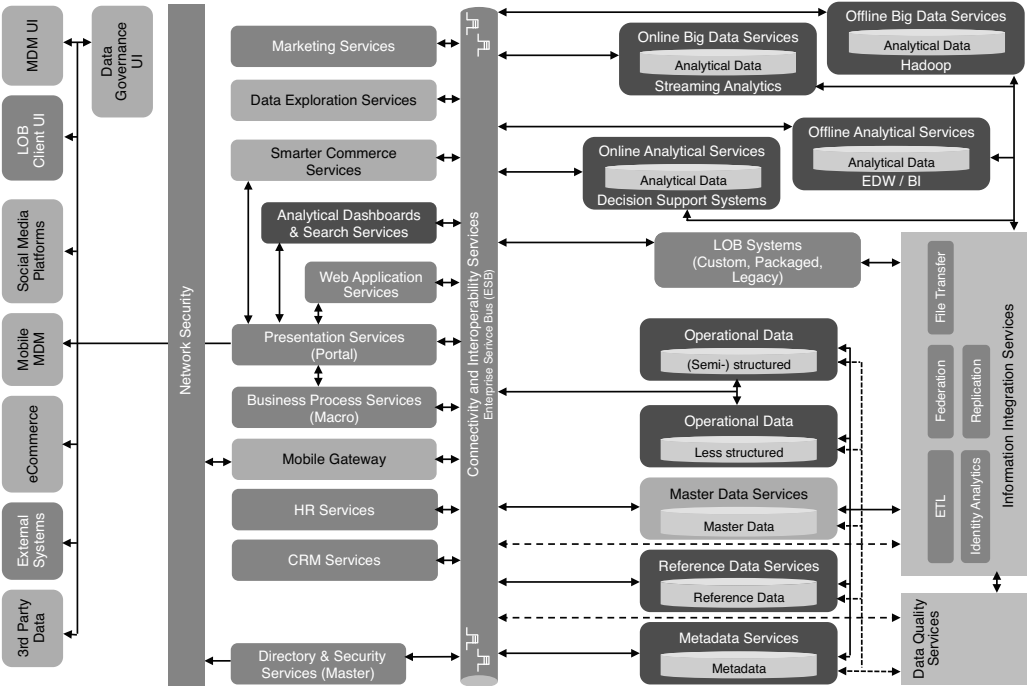 MDM UI
Data
Governance
UI
LOB
Client UI
Social Media
Platforms
Mobile
MDM
eCommerce
External
Systems
3rd Party
Data
Network Security
Marketing Services
Data Exploration Services
Smarter Commerce
Services
Analytical Dashboards
& Search Services
Web Application
Services
Presentation Services
(Portal)
Business Process Services
(Macro)
Mobile Gateway
HR Services
CRM Services
Directory & Security
Services (Master)
Connectivity and Interoperability Services
Enterprise Serivce Bus (ESB)
Online Big Data Services
Analytical Data
Streaming Analytics
Offline Big Data Services
Analytical Data
Hadoop
Online Analytical Services
Analytical Data
Decision Support Systems
Offline Analytical Services
Analytical Data
EDW / BI
LOB Systems
(Custom, Packaged,
Legacy)
Operational Data
(Semi-) structured
Operational Data
Less structured
Master Data Services
Master Data
Reference Data Services
Reference Data
Metadata Services
Metadata
File Transfer
Federation
Replication
ETL
Identity Analytics
Information Integration Services
Data Quality
Services